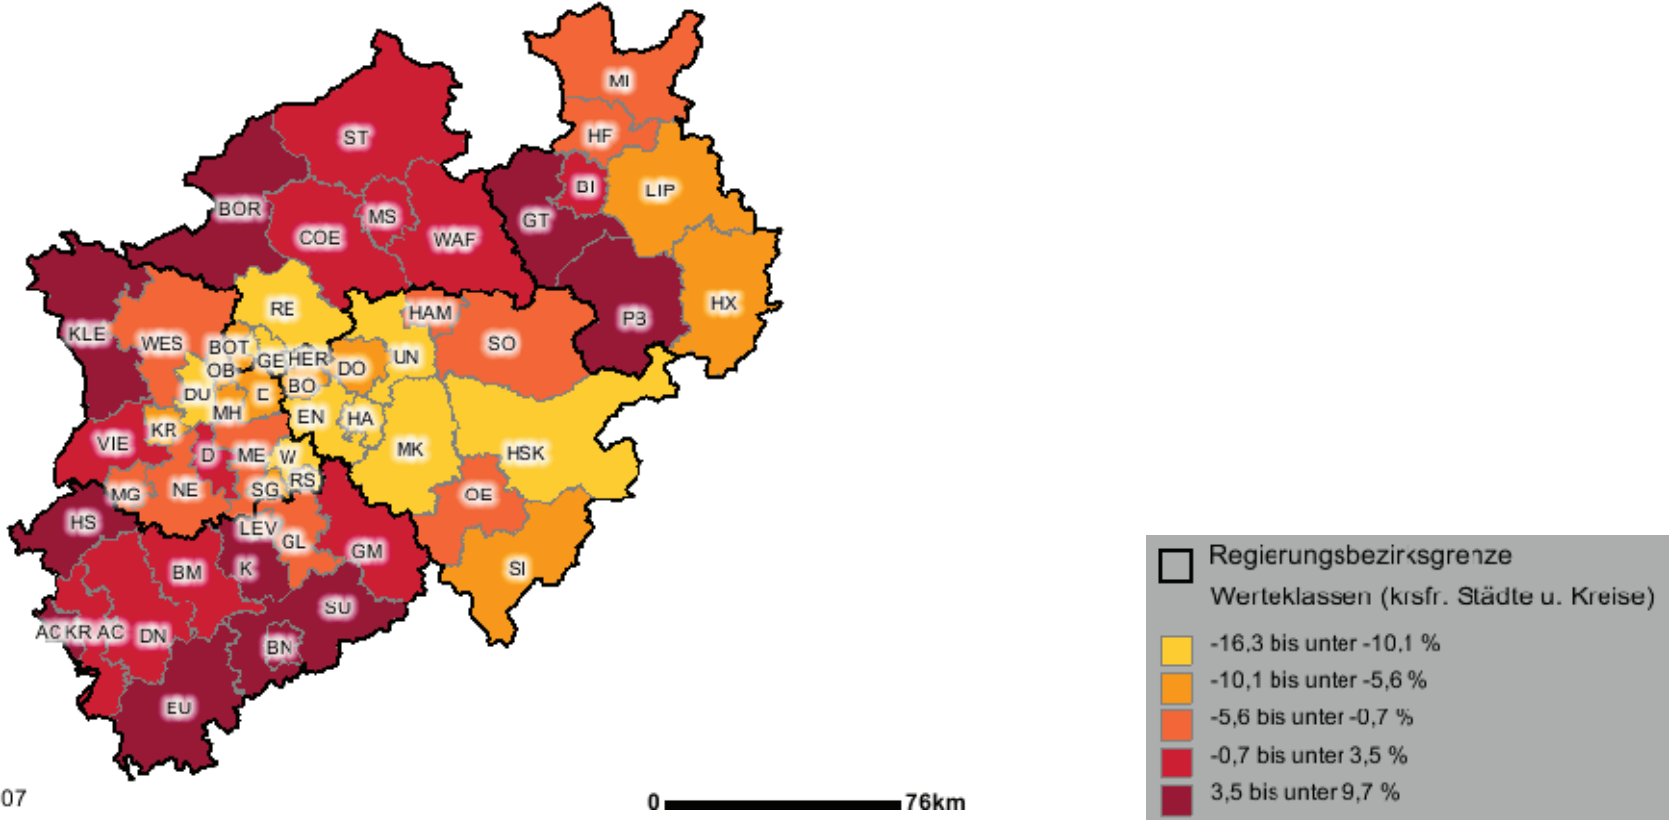 MI
ST
HF
BI
LIP
BOR
MS
GT
COE
WAF
HX
RE
HAM
PB
KLE
WES
BOT
SO
GE
HER
UN
OB
DO
BO
DU
E
MH
EN
HA
KR
VIE
D
ME
W
MK
HSK
RS
MG
NE
SG
OE
HS
LEV
GL
GM
BM
K
SI
SU
AC
KR AC
DN
BN
EU
07
0
76km
Regierungsbezirksgrenze
Werteklassen (krsfr. Städte u. Kreise)
-16,3 bis unter -10,1 %
-10,1 bis unter -5,6 %
-5,6 bis unter -0,7 %
-0,7 bis unter 3,5 %
3,5 bis unter 9,7 %